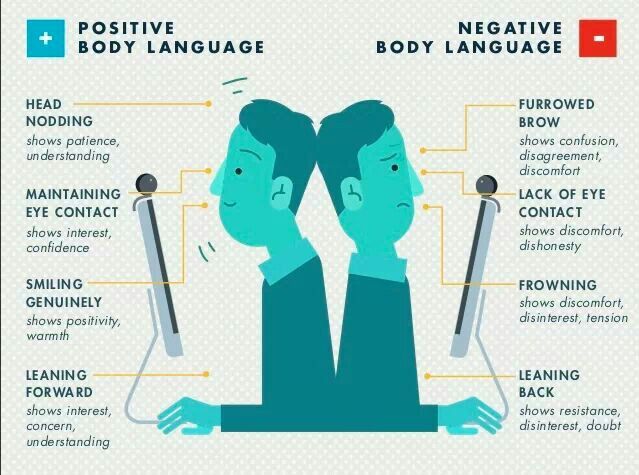 + POSITIVE
BODY LANGUAGE
NEGATIVE -
BODY LANGUAGE
HEAD
NODDING
shows patience,
understanding
MAINTAINING
EYE CONTACT
shows interest,
confidence
SMILING
GENUINELY
shows positivity,
warmth
LEANING
FORWARD
shows interest,
concern,
understanding
FURROWED
BROW
shows confusion,
disagreement,
discomfort
LACK OF EYE
CONTACT
shows discomfort,
dishonesty
FROWNING
shows discomfort,
disinterest, tension
LEANING
BACK
shows resistance,
disinterest, doubt